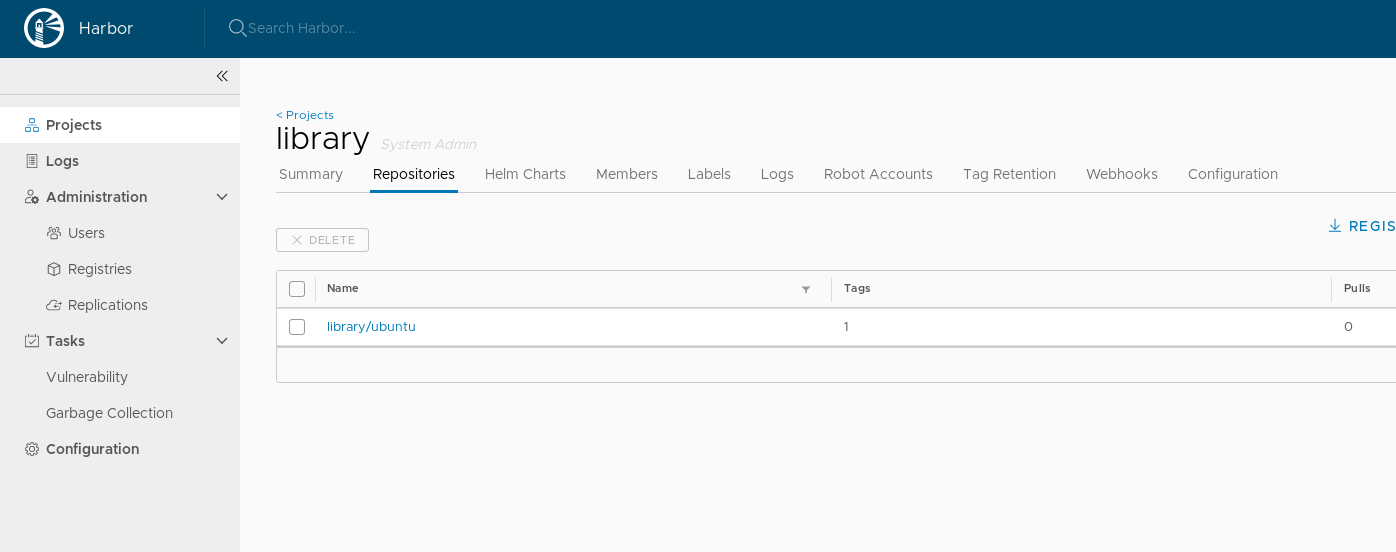 Harbor
Search Harbor...
Projects
Logs
Administration
Users
Registries
Replications
Tasks
Vulnerability
Garbage Collection
Configuration
< Projects
library System Admin
Summary Repositories Helm Charts Members Labels Logs Robot Accounts Tag Retention Webhooks Configuration
REGIS
DELETE
Name Tags Pulls
library/ubuntu 1 0